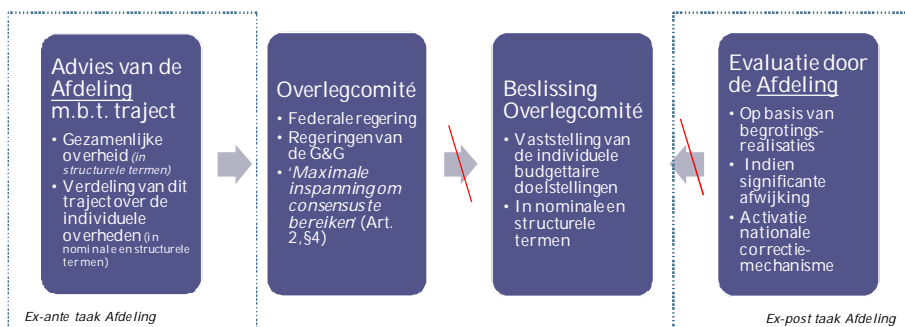 Advies van de
Afdeling
m.b.t. traject
• Gezamenlijke
overheid (in
structurele termen)
• Verdeling van dit
traject over de
individuele
overheden (in
nominale en structurele
termen)
Ex-ante taak Afdeling
Overlegcomité
• Federale regering
• Regeringen van
de G&G
• 'Maximale
inspanning om
consensus te
bereiken' (Art.
2,§4)
Beslissing
Overlegcomité
• Vaststelling van
de individuele
budgettaire
doelstellingen
• In nominale en
structurele
termen
Evaluatie door
de Afdeling
• Op basis van
begrotings-
realisaties
• Indien
significante
afwijking
• Activatie
nationale
correctie-
mechanisme
Ex-post taak Afdeling